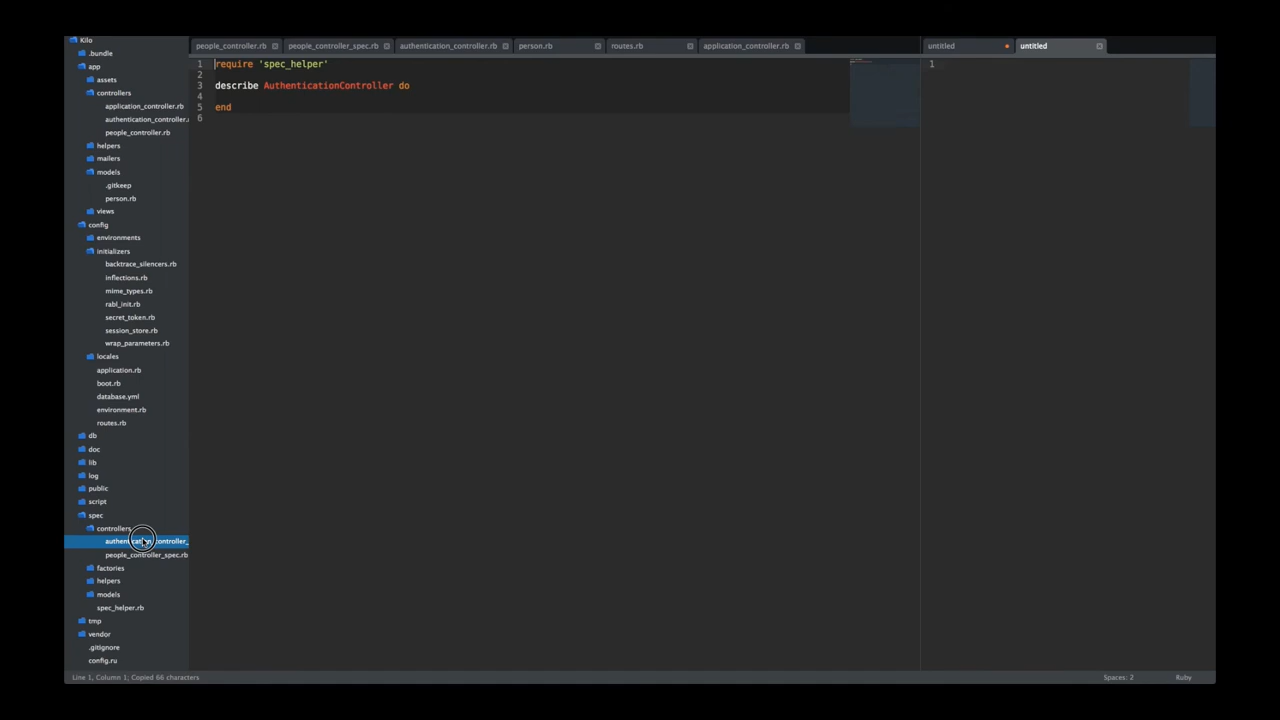 Kilo
.bundle
app
assets
controllers
application_controller.rb
authentication_controller.r
people_controller.rb
helpers
mailers
models
.gitkeep
person.rb
views
config
environments
initializers
backtrace_silencers.rb
inflections.rb
mime_types.rb
rabl_init.rb
secret_token.rb
session_store.rb
wrap_parameters.rb
locales
application.rb
boot.rb
database.yml
environment.rb
routes.rb
db
doc
lib
log
public
script
spec
controllers
authentication_controller_
people_controller_spec.rb
factories
helpers
models
spec_helper.rb
tmp
vendor
.gitignore
config.ru
people_controller.rb people_controller_spec.rb authentication_controller.rb person.rb routes.rb application_controller.rb
1 require 'spec_helper'
2
3 describe AuthenticationController do
4
5 end
6
untitled untitled
1
Line 1, Column 1; Copied 66 characters Spaces: 2 Ruby